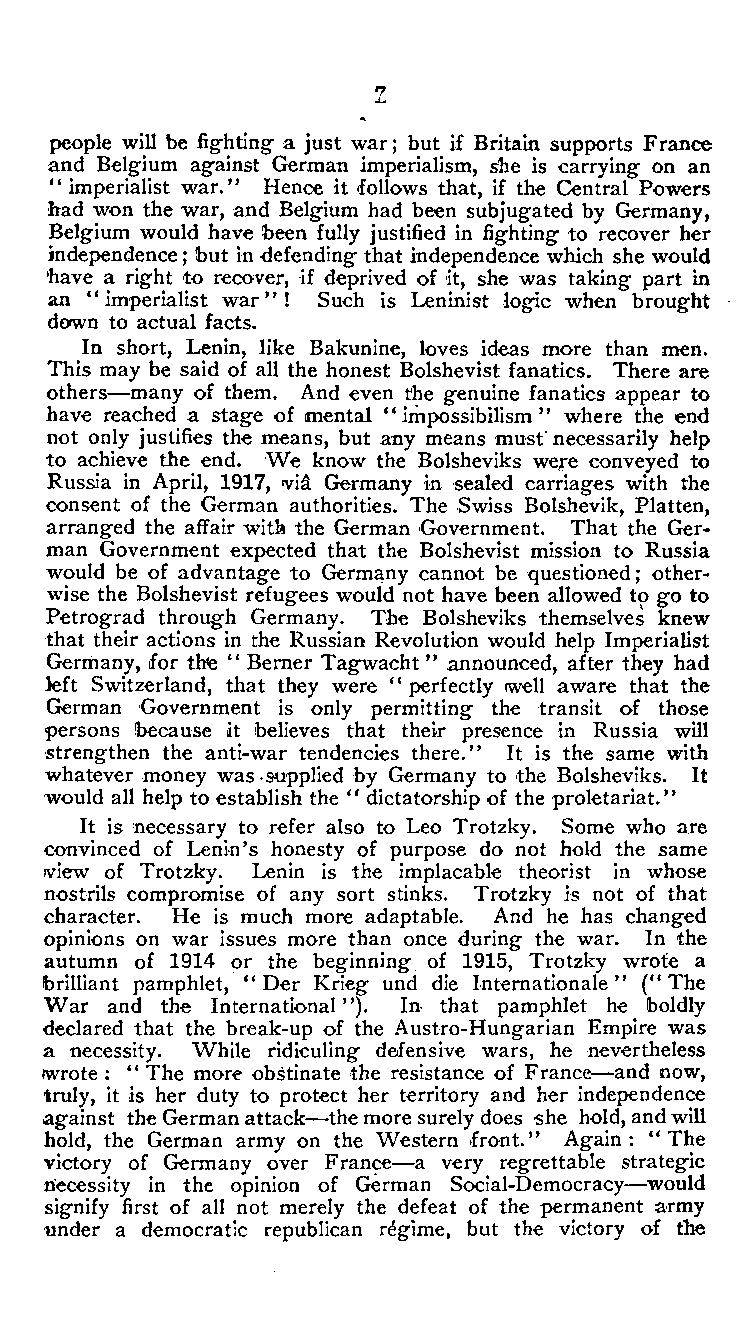 7
people will be fighting a just war; but if Britain supports France
and Belgium against German imperialism, she is carrying on an
“ imperialist war.” Hence it follows that, if the Central Powers
had won the war, and Belgium had been subjugated by Germany,
Belgium would have been fully justified in fighting to recover her
independence; but in defending that independence which she would
have a right to recover, if deprived of it, she was taking part in
an “ imperialist war ” ! Such is Leninist logic when brought
down to actual facts.
In short, Lenin, like Bakunine, loves ideas more than men.
This may be said of all the honest Bolshevist fanatics. There are
others—many of them. And even the genuine fanatics appear to
have reached a stage of mental “ impossibilism ” where the end
not only justifies the means, but any means must necessarily help
to achieve the end. We know the Bolsheviks were conveyed to
Russia in April, 1917, viâ Germany in sealed carriages with the
consent of the German authorities. The Swiss Bolshevik, Platten,
arranged the affair with the German Government. That the Ger-
man Government expected that the Bolshevist mission to Russia
would be of advantage to Germany cannot be questioned; other-
wise the Bolshevist refugees would not have been allowed to go to
Petrograd through Germany. The Bolsheviks themselves knew
that their actions in the Russian Revolution would help Imperialist
Germany, for the “ Berner Tagwacht ” announced, after they had
left Switzerland, that they were “ perfectly well aware that the
German Government is only permitting the transit of those
persons because it believes that their presence in Russia will
strengthen the anti-war tendencies there.” It is the same with
whatever money was supplied by Germany to the Bolsheviks. It
would all help to establish the “ dictatorship of the proletariat.”
It is necessary to refer also to Leo Trotzky. Some who are
convinced of Lenin’s honesty of purpose do not hold the same
view of Trotzky. Lenin is the implacable theorist in whose
nostrils compromise of any sort stinks. Trotzky is not of that
character. He is much more adaptable. And he has changed
opinions on war issues more than once during the war. In the
autumn of 1914 or the beginning of 1915, Trotzky wrote a
brilliant pamphlet, “ Der Krieg und die Internationale ” (“ The
War and the International ”). In that pamphlet he boldly
declared that the break-up of the Austro-Hungarian Empire was
a necessity. While ridiculing defensive wars, he nevertheless
wrote : “ The more obstinate the resistance of France—and now,
truly, it is her duty to protect her territory and her independence
against the German attack—the more surely does she hold, and will
hold, the German army on the Western front.” Again : “ The
victory of Germany over France—a very regrettable strategic
necessity in the opinion of German Social-Democracy—would
signify first of all not merely the defeat of the permanent army
under a democratic republican régime, but the victory of the